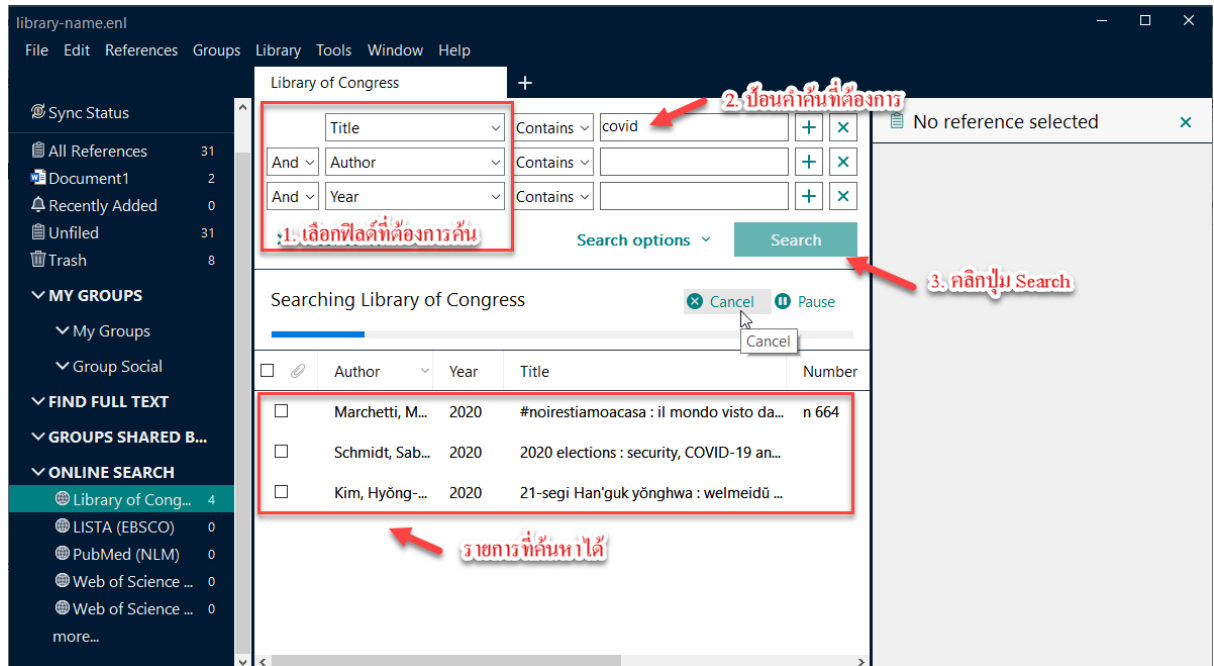 library-name.enl
File Edit References Groups Library Tools Window Help
Library of Congress
Sync Status
All References 31
Document1 2
Recently Added 0
Unfiled 31
Trash 8
MY GROUPS
My Groups
Group Social
FIND FULL TEXT
GROUPS SHARED B...
ONLINE SEARCH
Library of Cong... 4
LISTA (EBSCO) 0
PubMed (NLM) 0
Web of Science ... 0
Web of Science ... 0
more...
2. ป้อนคำค้นที่ต้องการ
Title Contains covid
And Author Contains
And Year Contains
1. เลือกฟิลด์ที่ต้องการค้น
Search options Search
3. คลิกปุ่ม Search
Searching Library of Congress Cancel Pause
Cancel
Author Year Title Number
Marchetti, M... 2020 #noirestiamoacasa : il mondo visto da... n 664
Schmidt, Sab... 2020 2020 elections : security, COVID-19 an...
Kim, Hyŏng-... 2020 21-segi Han'guk yŏnghwa : welmeidŭ ...
รายการที่ค้นหาได้
No reference selected